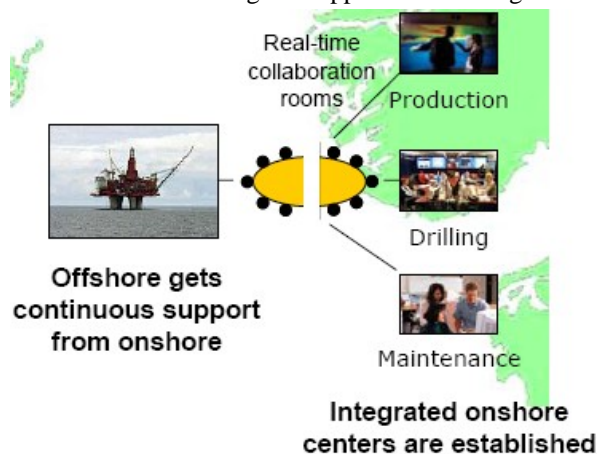 Real-time
collaboration
rooms
Production
Drilling
Offshore gets
continuous support
from onshore
Maintenance
Integrated onshore
centers are established